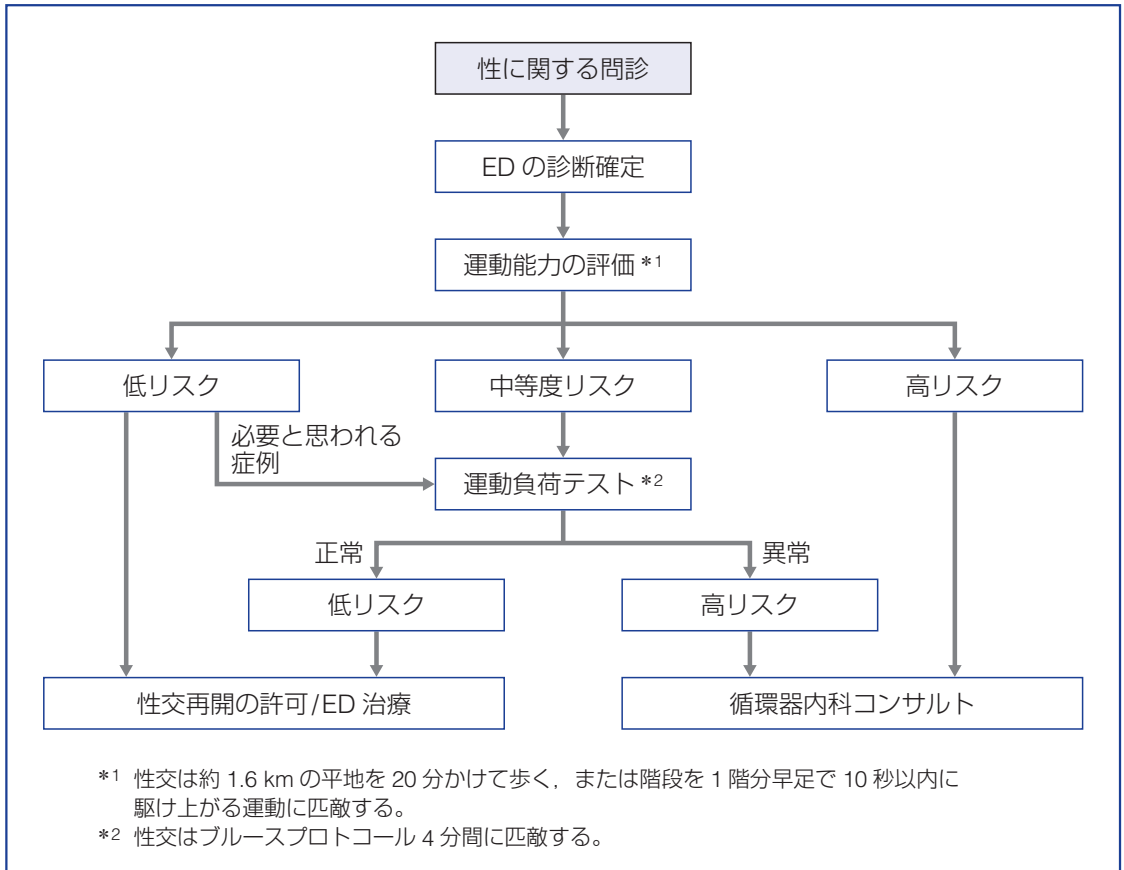 性に関する問診
ED の診断確定
運動能力の評価 *1
低リスク
中等度リスク
高リスク
必要と思われる
症例
運動負荷テスト *2
正常
異常
低リスク
高リスク
性交再開の許可/ED 治療
循環器内科コンサルト
*1 性交は約 1.6 km の平地を 20 分かけて歩く，または階段を 1 階分早足で 10 秒以内に
駆け上がる運動に匹敵する。
*2 性交はブルースプロトコール 4 分間に匹敵する。